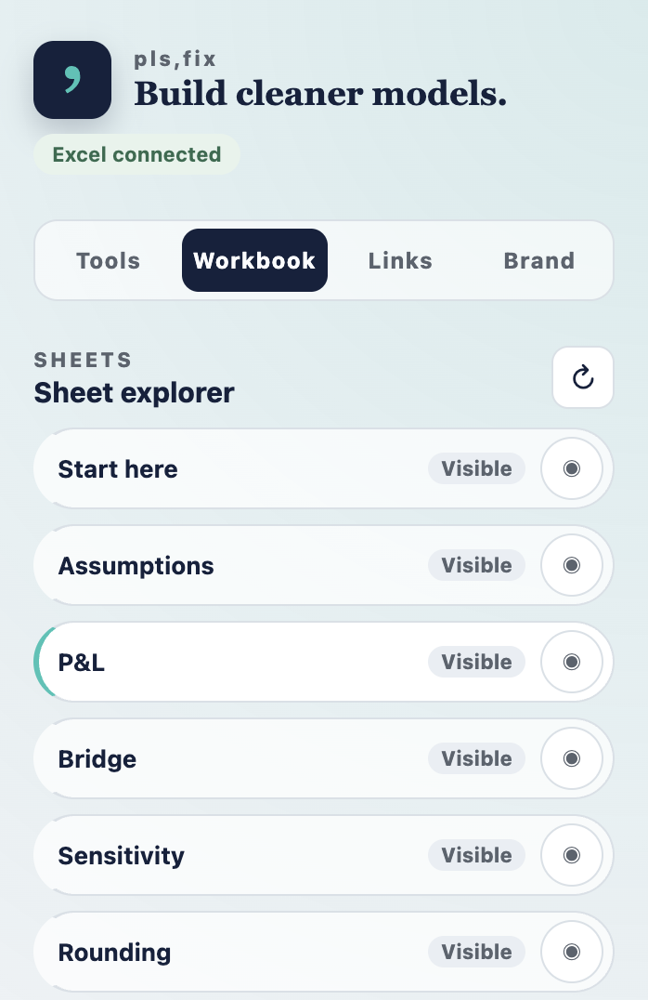 pls,fix
Build cleaner models.
Excel connected
Tools Workbook Links Brand
SHEETS
Sheet explorer
Start here Visible
Assumptions Visible
P&L Visible
Bridge Visible
Sensitivity Visible
Rounding Visible